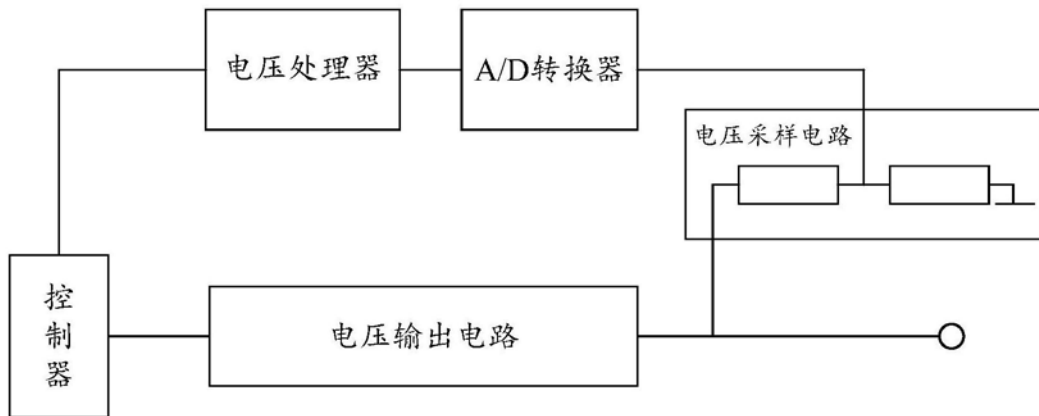 电压处理器
A/D转换器
电压采样电路
控
制
器
电压输出电路